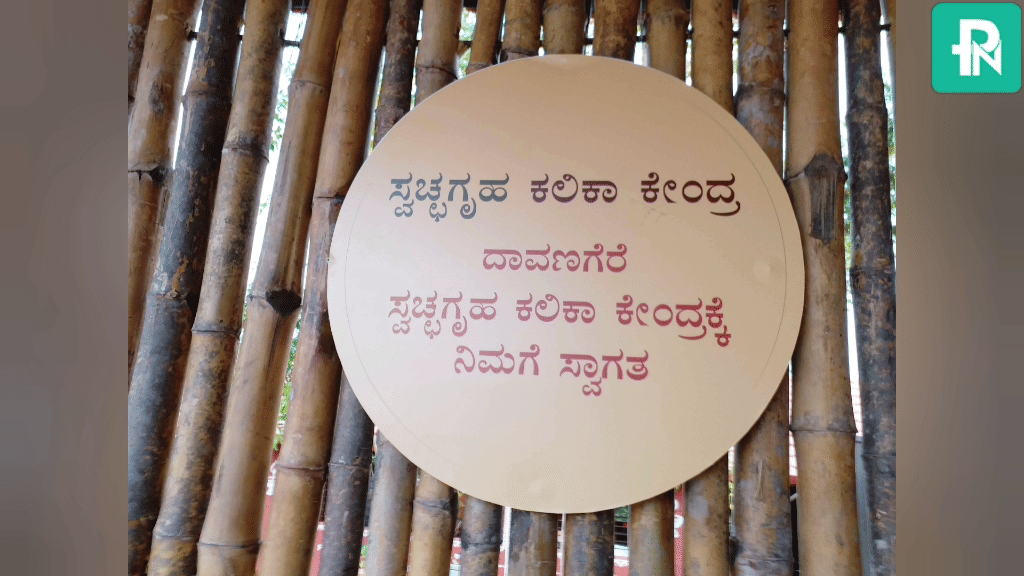 ಸ್ವಚ್ಛಗೃಹ ಕಲಿಕಾ ಕೇಂದ್ರ
ದಾವಣಗೆರೆ
ಸ್ವಚ್ಛಗೃಹ ಕಲಿಕಾ ಕೇಂದ್ರಕ್ಕೆ
ನಿಮಗೆ ಸ್ವಾಗತ